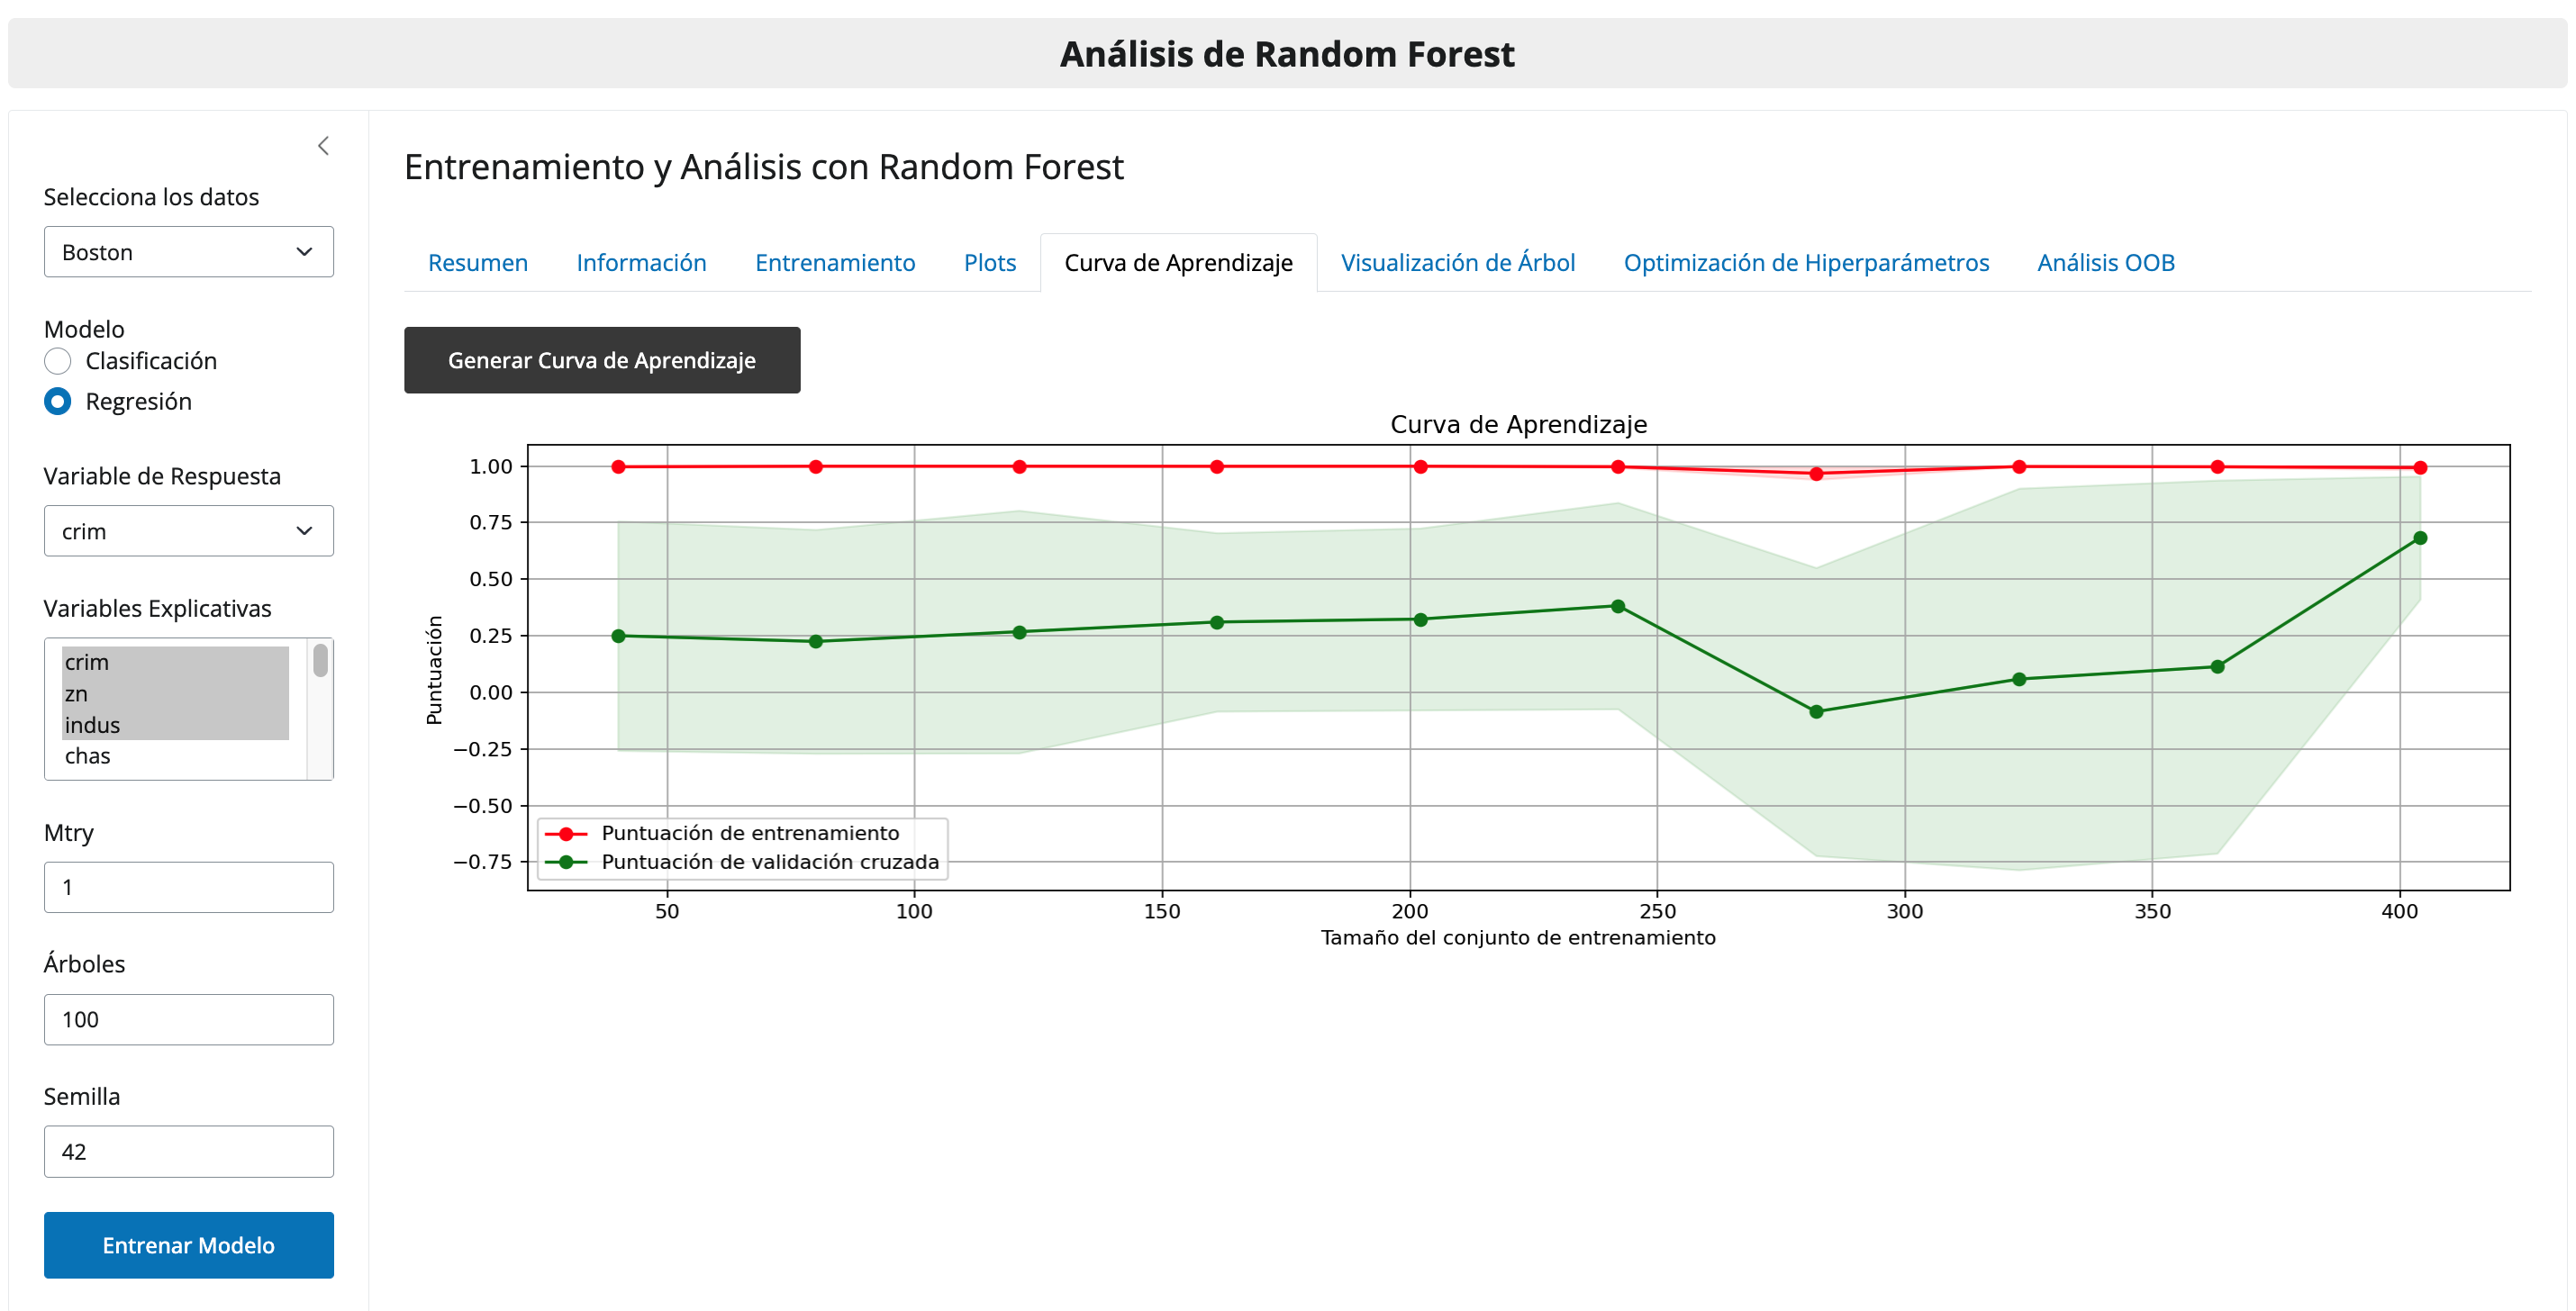 Análisis de Random Forest
Selecciona los datos
Boston
Modelo
Clasificación
Regresión
Variable de Respuesta
crim
Variables Explicativas
crim
zn
indus
chas
Mtry
1
Árboles
100
Semilla
42
Entrenar Modelo
Entrenamiento y Análisis con Random Forest
Resumen Información Entrenamiento Plots Curva de Aprendizaje Visualización de Árbol Optimización de Hiperparámetros Análisis OOB
Generar Curva de Aprendizaje
Curva de Aprendizaje
Puntuación
1.00
0.75
0.50
0.25
0.00
−0.25
−0.50
−0.75
Puntuación de entrenamiento
Puntuación de validación cruzada
50 100 150 200 250 300 350 400
Tamaño del conjunto de entrenamiento